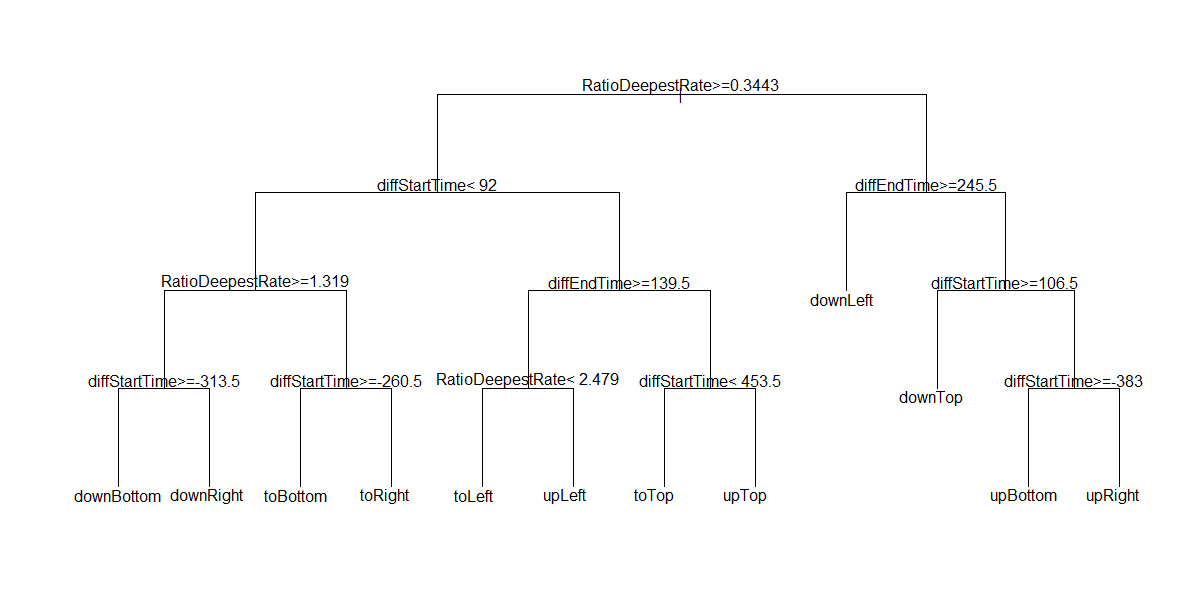 RatioDeepestRate>=0.3443
diffStartTime< 92
diffEndTime>=245.5
RatioDeepestRate>=1.319
diffEndTime>=139.5
diffStartTime>=106.5
downLeft
diffStartTime>=-313.5
diffStartTime>=-260.5
RatioDeepestRate< 2.479
diffStartTime< 453.5
diffStartTime>=-383
downTop
downBottom
downRight
toBottom
toRight
toLeft
upLeft
toTop
upTop
upBottom
upRight